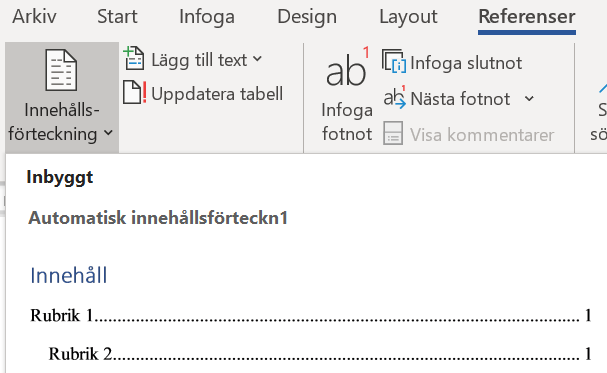 Arkiv Start Infoga Design Layout Referenser
Innehålls-
förteckning
Lägg till text
Uppdatera tabell
ab1
Infoga
fotnot
Infoga slutnot
Nästa fotnot
Visa kommentarer
S
sö
Inbyggt
Automatisk innehållsförteckn1
Innehåll
Rubrik 1........................................................................................................ 1
Rubrik 2.................................................................................................... 1